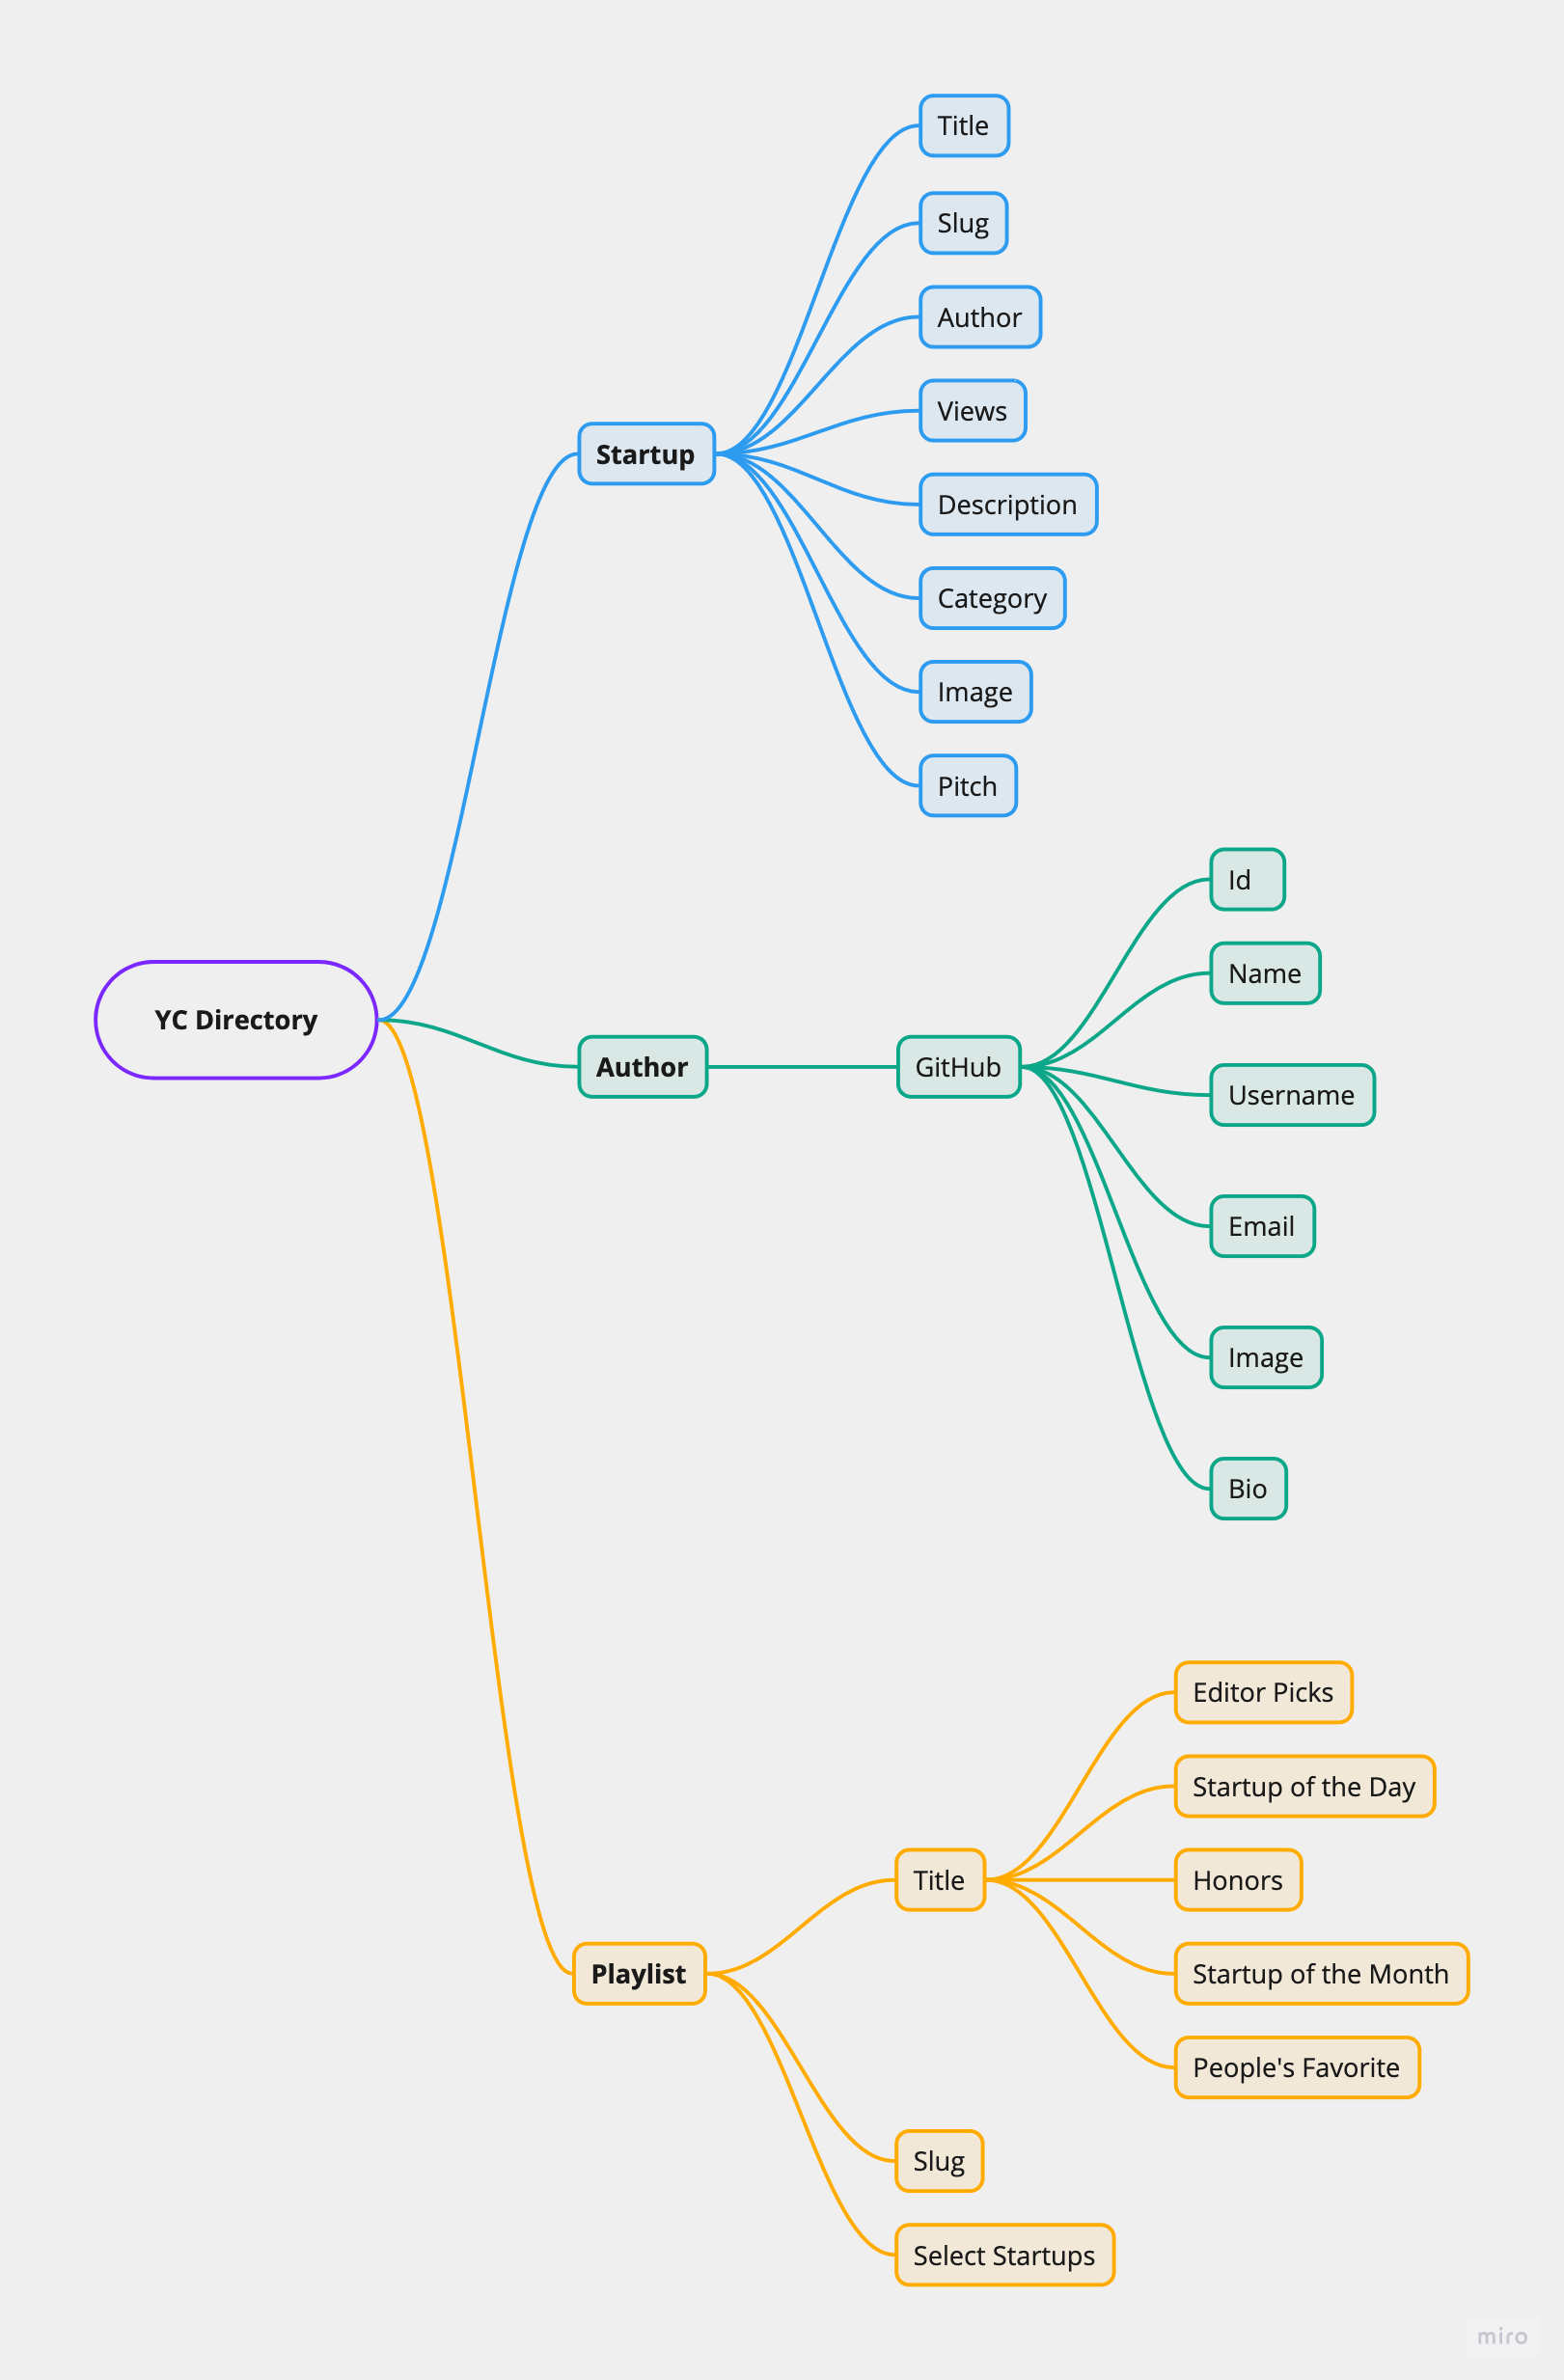 Title
Slug
Author
Views
Startup
Description
Category
Image
Pitch
Id
Name
YC Directory
Author
GitHub
Username
Email
Image
Bio
Editor Picks
Startup of the Day
Title
Honors
Playlist
Startup of the Month
People's Favorite
Slug
Select Startups
miro